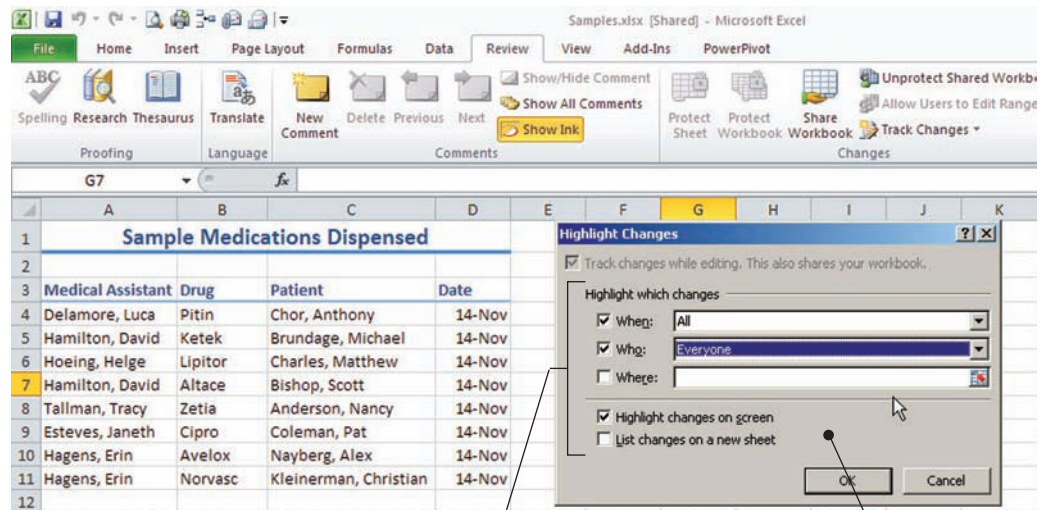 Samples.xlsx [Shared] - Microsoft Excel
File Home Insert Page Layout Formulas Data Review View Add-Ins PowerPivot
ABC
Spelling Research Thesaurus Translate New Comment Delete Previous Next Show/Hide Comment Show All Comments Show Ink Protect Sheet Protect Workbook Share Workbook Unprotect Shared Workb Allow Users to Edit Range Track Changes
Proofing Language Comments Changes
G7 fx
A B C D E F G H I J K
1 Sample Medications Dispensed
2
3 Medical Assistant Drug Patient Date
4 Delamore, Luca Pitin Chor, Anthony 14-Nov
5 Hamilton, David Ketek Brundage, Michael 14-Nov
6 Hoeing, Helge Lipitor Charles, Matthew 14-Nov
7 Hamilton, David Altace Bishop, Scott 14-Nov
8 Tallman, Tracy Zetia Anderson, Nancy 14-Nov
9 Esteves, Janeth Cipro Coleman, Pat 14-Nov
10 Hagens, Erin Avelox Nayberg, Alex 14-Nov
11 Hagens, Erin Norvasc Kleinerman, Christian 14-Nov
12
Highlight Changes
Track changes while editing. This also shares your workbook.
Highlight which changes
When: All
Who: Everyone
Where:
Highlight changes on screen
List changes on a new sheet
OK Cancel